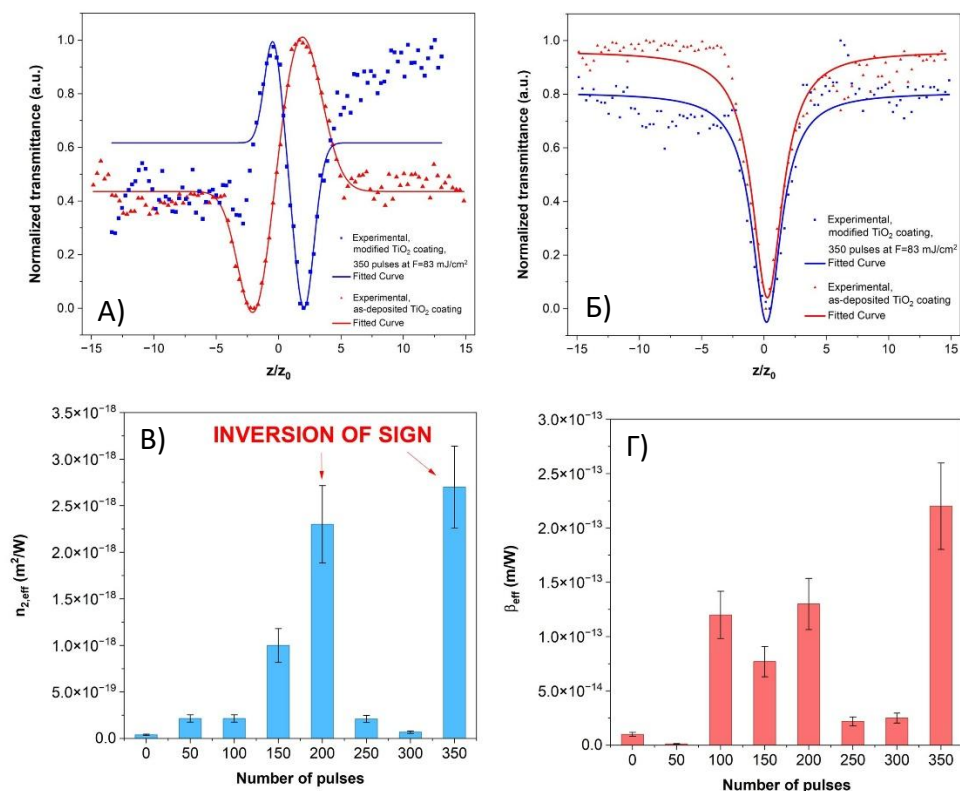 А)
Normalized transmittance (a.u.)
1.0
0.8
0.6
0.4
0.2
0.0
−15 −10 −5 0 5 10 15
z/z₀
Experimental,
modified TiO₂ coating,
350 pulses at F=83 mJ/cm²
Fitted Curve
Experimental,
as-deposited TiO₂ coating
Fitted Curve
Б)
Normalized transmittance (a.u.)
1.0
0.8
0.6
0.4
0.2
0.0
−15 −10 −5 0 5 10 15
z/z₀
Experimental,
modified TiO₂ coating,
350 pulses at F=83 mJ/cm²
Fitted Curve
Experimental,
as-deposited TiO₂ coating
Fitted Curve
В)
INVERSION OF SIGN
n₂,eff (m²/W)
3.5×10⁻¹⁸
3.0×10⁻¹⁸
2.5×10⁻¹⁸
2.0×10⁻¹⁸
1.5×10⁻¹⁸
1.0×10⁻¹⁸
5.0×10⁻¹⁹
0.0
0 50 100 150 200 250 300 350
Number of pulses
Г)
βeff (m/W)
3.0×10⁻¹³
2.5×10⁻¹³
2.0×10⁻¹³
1.5×10⁻¹³
1.0×10⁻¹³
5.0×10⁻¹⁴
0.0
0 50 100 150 200 250 300 350
Number of pulses